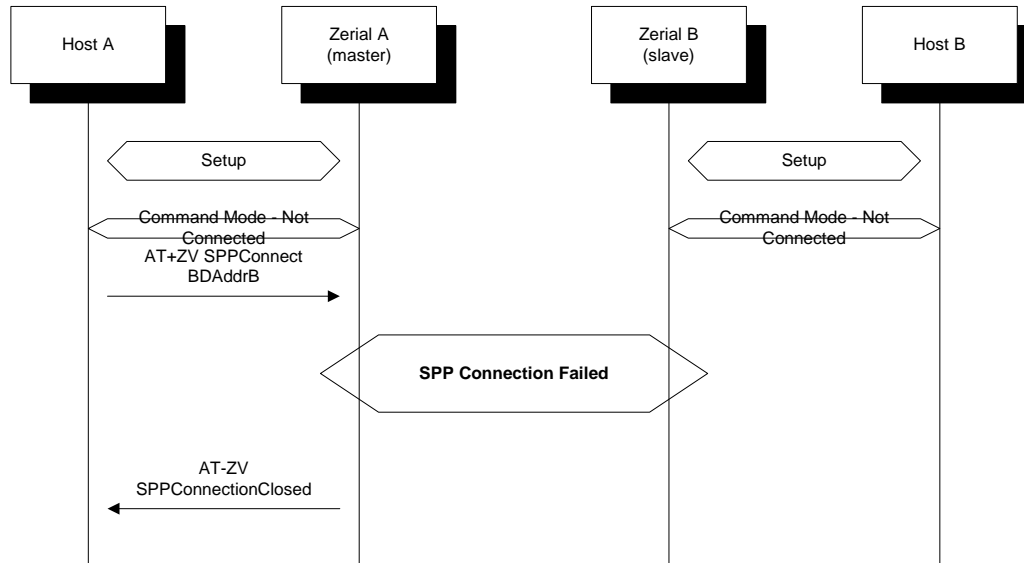 Host A
Zerial A
(master)
Zerial B
(slave)
Host B
Setup
Setup
Command Mode - Not
Connected
Command Mode - Not
Connected
AT+ZV SPPConnect
BDAddrB
SPP Connection Failed
AT-ZV
SPPConnectionClosed